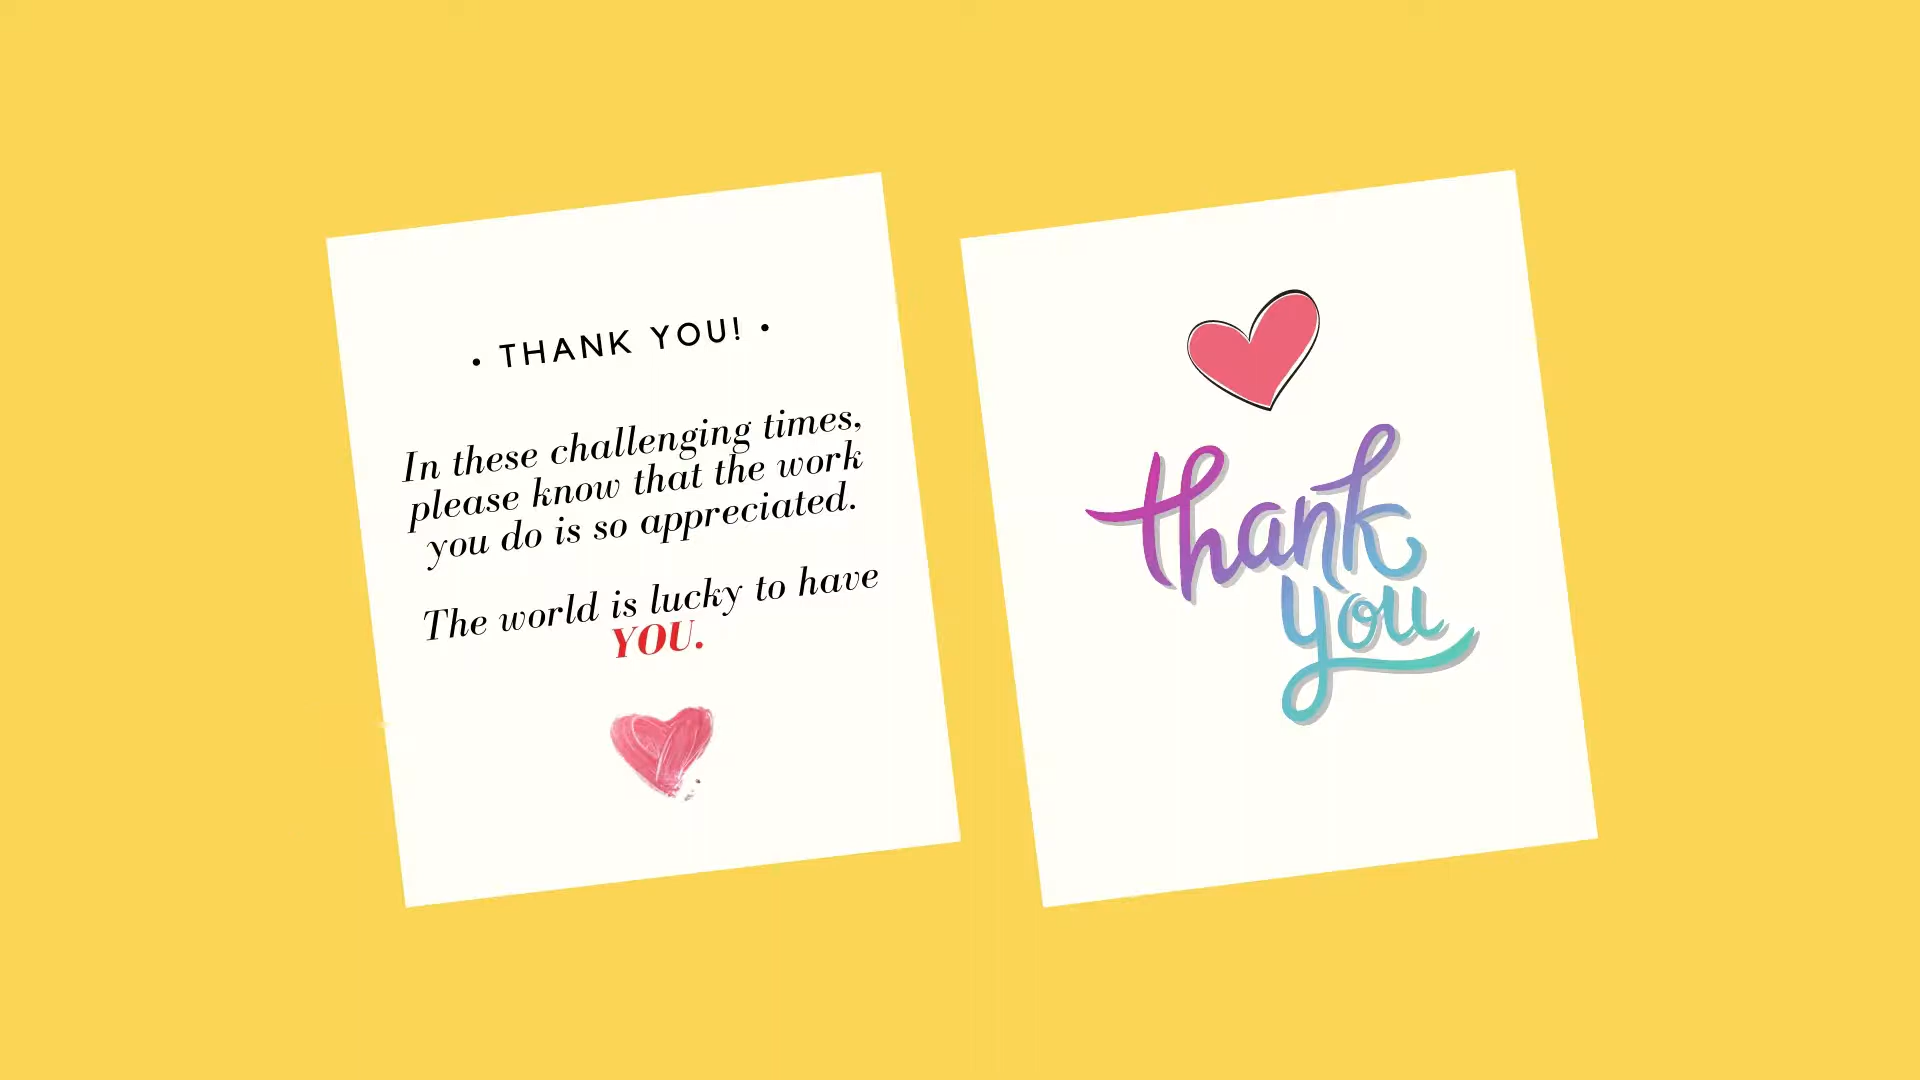 • THANK YOU! •
In these challenging times,
please know that the work
you do is so appreciated.
The world is lucky to have
YOU.
thank
you